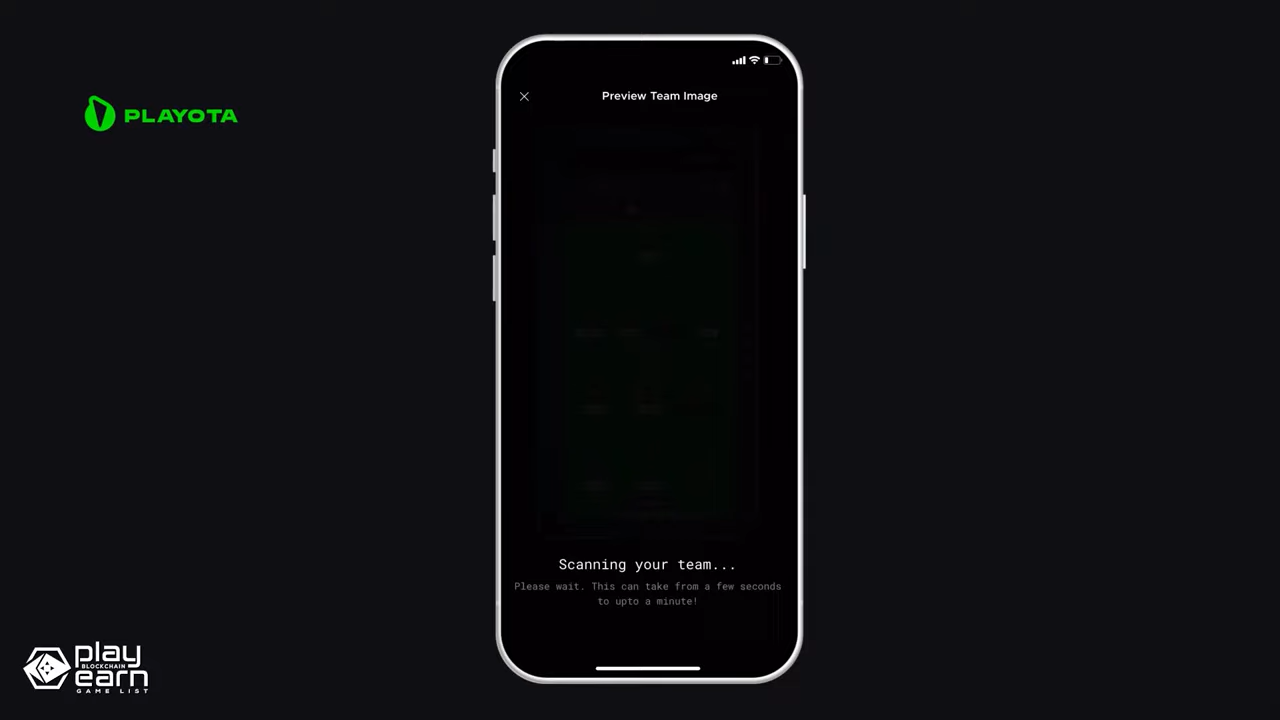 PLAYOTA
Preview Team Image
Scanning your team...
Please wait. This can take from a few seconds
to upto a minute!
play
BLOCKCHAIN
earn
GAME LIST